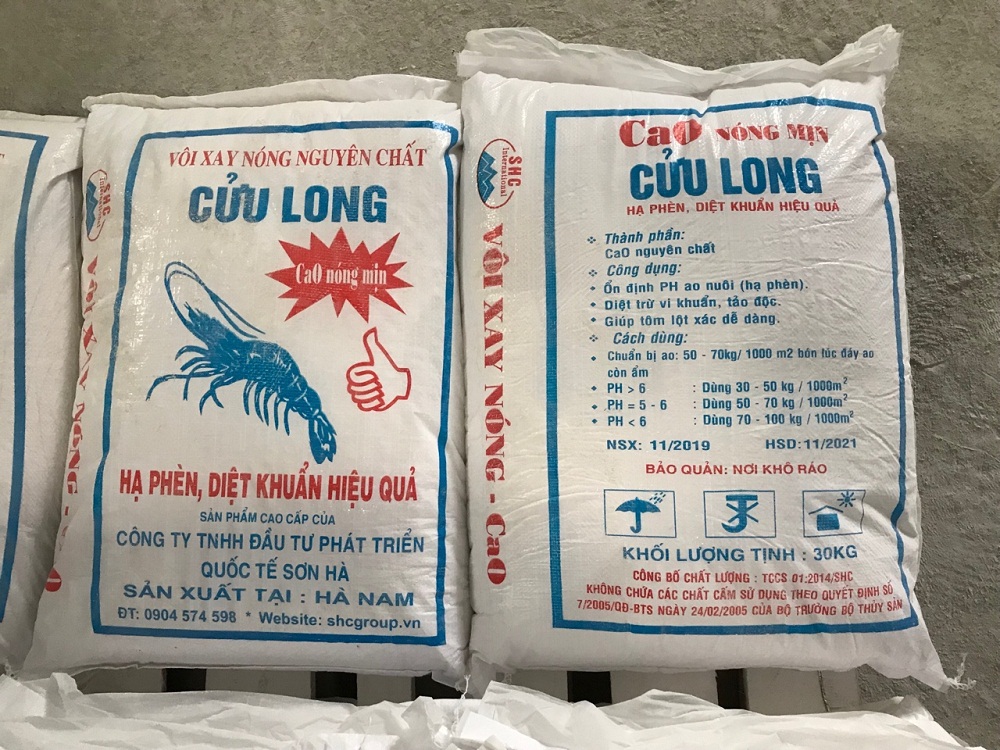 SHC
International
VÔI XAY NÓNG
VÔI XAY NÓNG NGUYÊN CHẤT
CỬU LONG
CaO nóng mịn
HẠ PHÈN, DIỆT KHUẨN HIỆU QUẢ
SẢN PHẨM CAO CẤP CỦA
CÔNG TY TNHH ĐẦU TƯ PHÁT TRIỂN
QUỐC TẾ SƠN HÀ
SẢN XUẤT TẠI : HÀ NAM
ĐT: 0904 574 598 * Website: shcgroup.vn
SHC
International
VÔI XAY NÓNG - CaO
CaO NÓNG MỊN
CỬU LONG
HẠ PHÈN, DIỆT KHUẨN HIỆU QUẢ
Thành phần:
CaO nguyên chất
Công dụng:
Ổn định PH ao nuôi (hạ phèn).
Diệt trừ vi khuẩn, tảo độc.
Giúp tôm lột xác dễ dàng.
Cách dùng:
Chuẩn bị ao: 50 - 70kg/ 1000 m2 bón lúc đáy ao
còn ẩm
PH > 6 : Dùng 30 - 50 kg / 1000m²
PH = 5 - 6 : Dùng 50 - 70 kg / 1000m²
PH < 6 : Dùng 70 - 100 kg / 1000m²
NSX: 11/2019 HSD: 11/2021
BẢO QUẢN: NƠI KHÔ RÁO
KHỐI LƯỢNG TỊNH : 30KG
CÔNG BỐ CHẤT LƯỢNG : TCCS 01:2014/SHC
KHÔNG CHỨA CÁC CHẤT CẤM SỬ DỤNG THEO QUYẾT ĐỊNH SỐ
7/2005/QĐ-BTS NGÀY 24/02/2005 CỦA BỘ TRƯỞNG BỘ THỦY SẢN